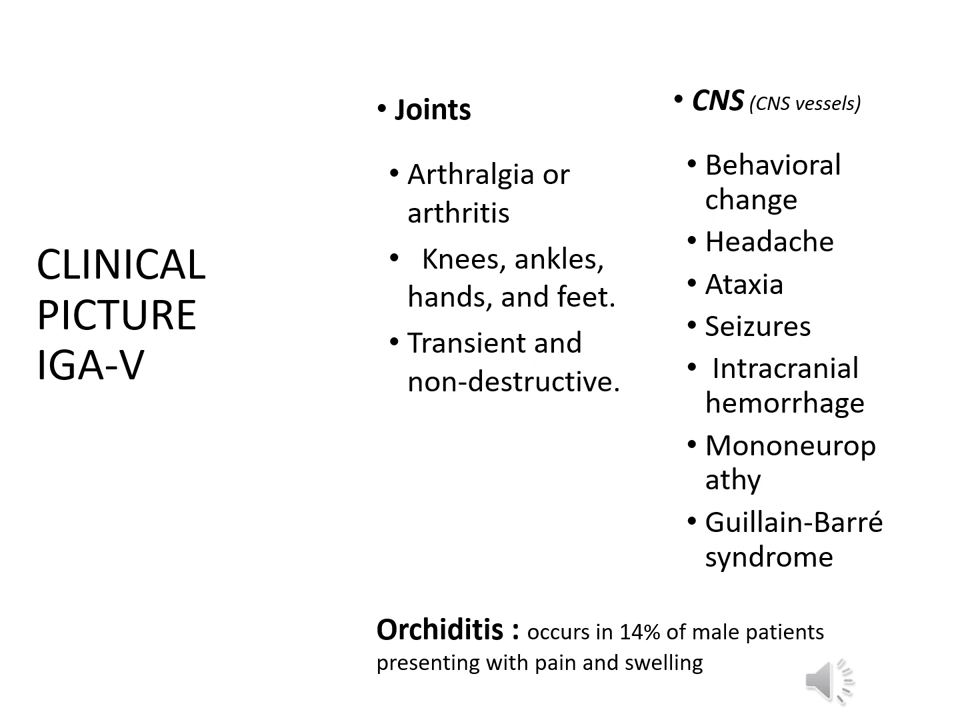 CLINICAL
PICTURE
IGA-V
• Joints
• Arthralgia or
arthritis
• Knees, ankles,
hands, and feet.
• Transient and
non-destructive.
• CNS (CNS vessels)
• Behavioral
change
• Headache
• Ataxia
• Seizures
• Intracranial
hemorrhage
• Mononeurop
athy
• Guillain-Barré
syndrome
Orchiditis : occurs in 14% of male patients
presenting with pain and swelling